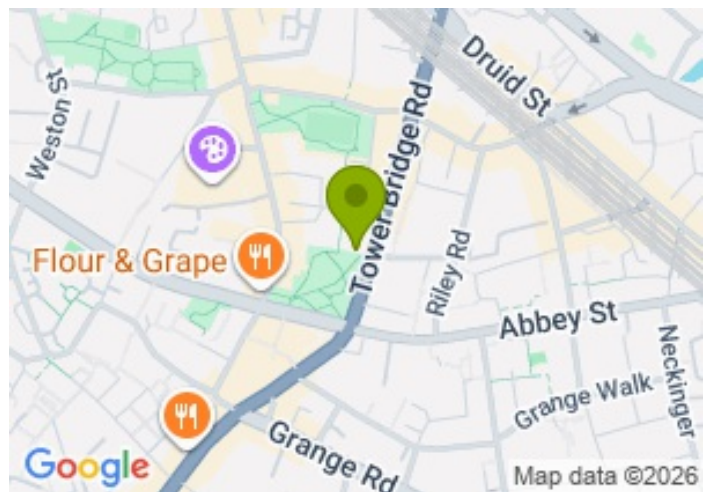 Druid St
Weston St
Tower Bridge Rd
Flour & Grape
Riley Rd
Abbey St
Neckinger
Grange Walk
Grange Rd
Google
Map data ©2026